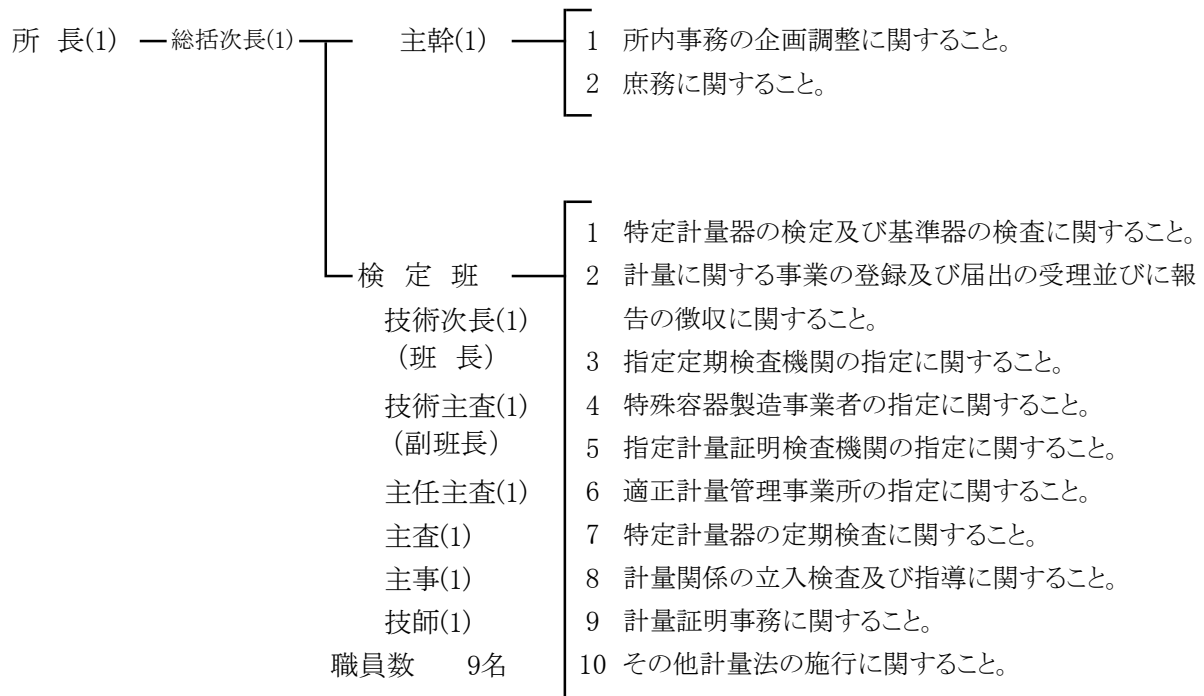 所 長(1) 総括次長(1) 主幹(1) 1 所内事務の企画調整に関すること。
2 庶務に関すること。
1 特定計量器の検定及び基準器の検査に関すること。
検 定 班 2 計量に関する事業の登録及び届出の受理並びに報
技術次長(1) 告の徴収に関すること。
(班 長) 3 指定定期検査機関の指定に関すること。
技術主査(1) 4 特殊容器製造事業者の指定に関すること。
(副班長) 5 指定計量証明検査機関の指定に関すること。
主任主査(1) 6 適正計量管理事業所の指定に関すること。
主査(1) 7 特定計量器の定期検査に関すること。
主事(1) 8 計量関係の立入検査及び指導に関すること。
技師(1) 9 計量証明事務に関すること。
職員数 9名 10 その他計量法の施行に関すること。